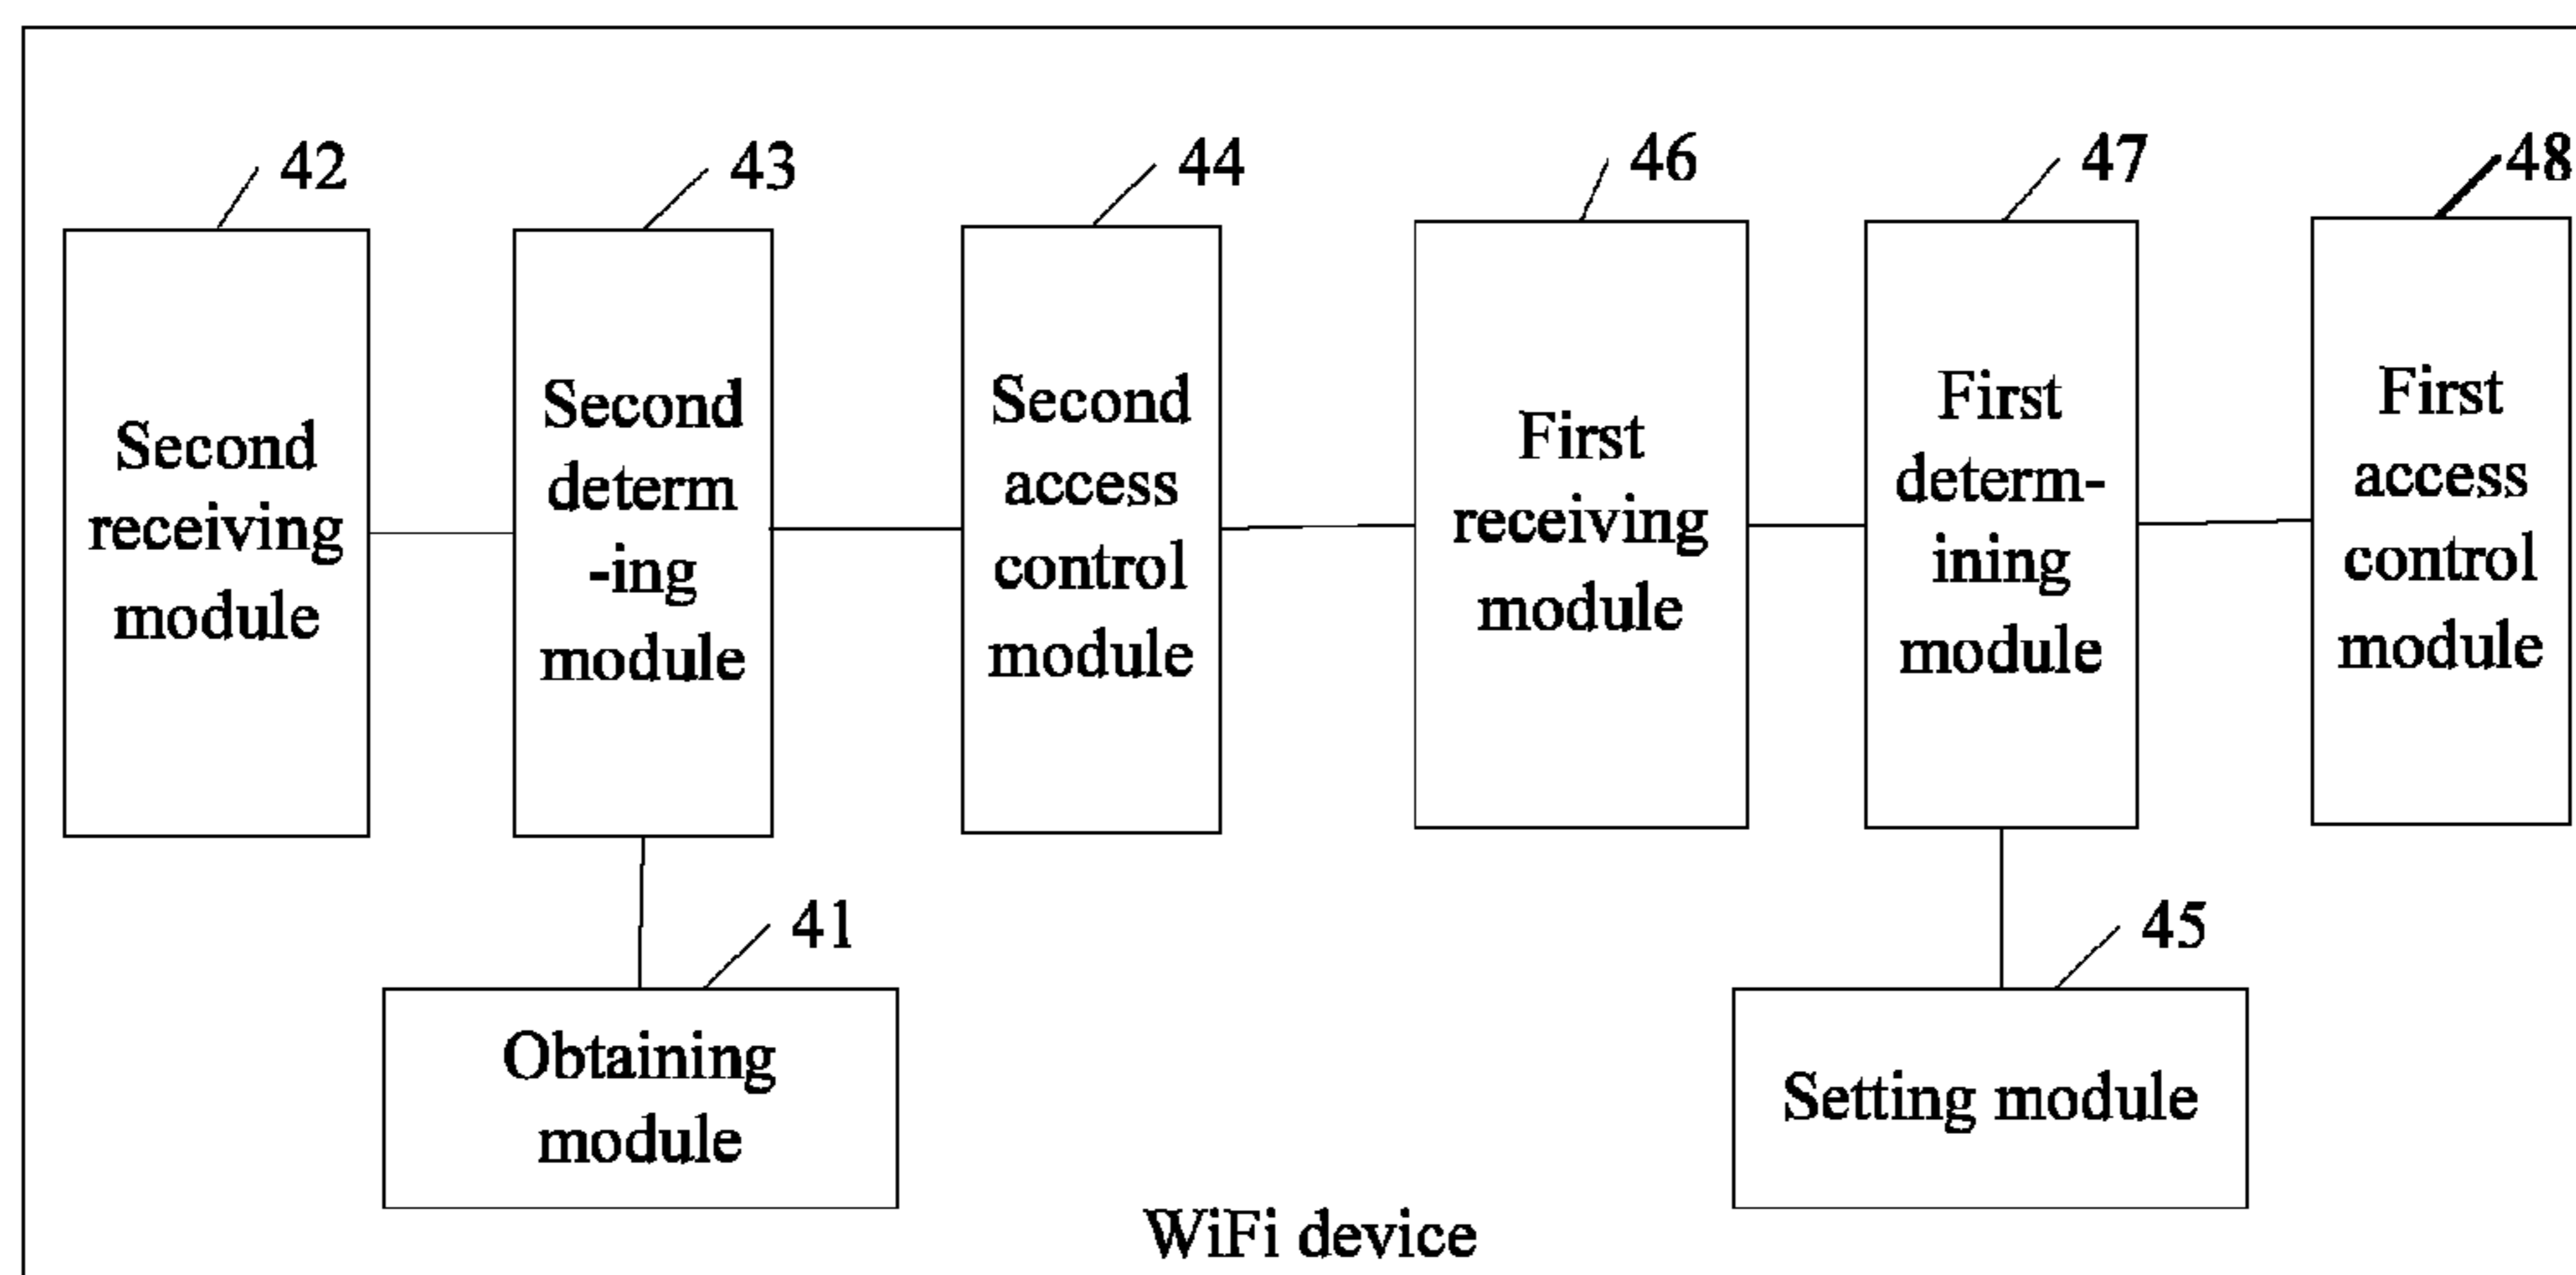 42
43
44
46
47
48
Second
receiving
module
Second
determ
-ing
module
Second
access
control
module
First
receiving
module
First
determ-
ining
module
First
access
control
module
41
45
Obtaining
module
Setting module
WiFi device